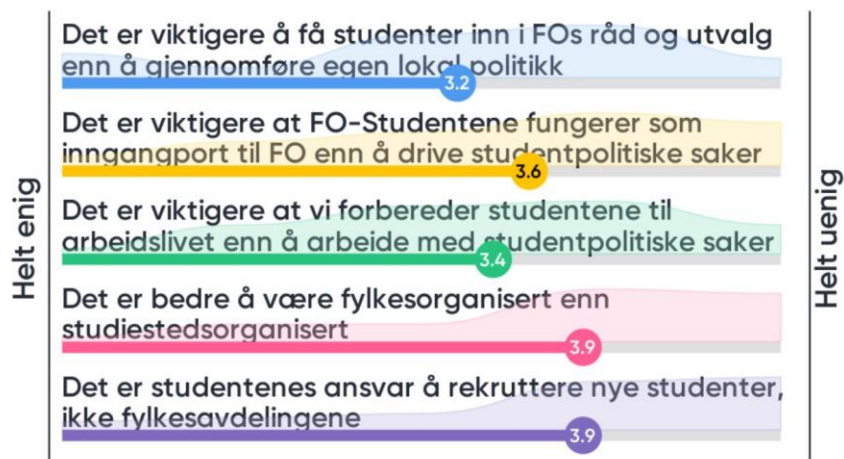 Det er viktigere å få studenter inn i FOs råd og utvalg
enn å gjennomføre egen lokal politikk
3.2
Det er viktigere at FO-Studentene fungerer som
inngangport til FO enn å drive studentpolitiske saker
3.6
Helt enig
Det er viktigere at vi forbereder studentene til
arbeidslivet enn å arbeide med studentpolitiske saker
3.4
Helt uenig
Det er bedre å være fylkesorganisert enn
studiestedsorganisert
3.9
Det er studentenes ansvar å rekruttere nye studenter,
ikke fylkesavdelingene
3.9